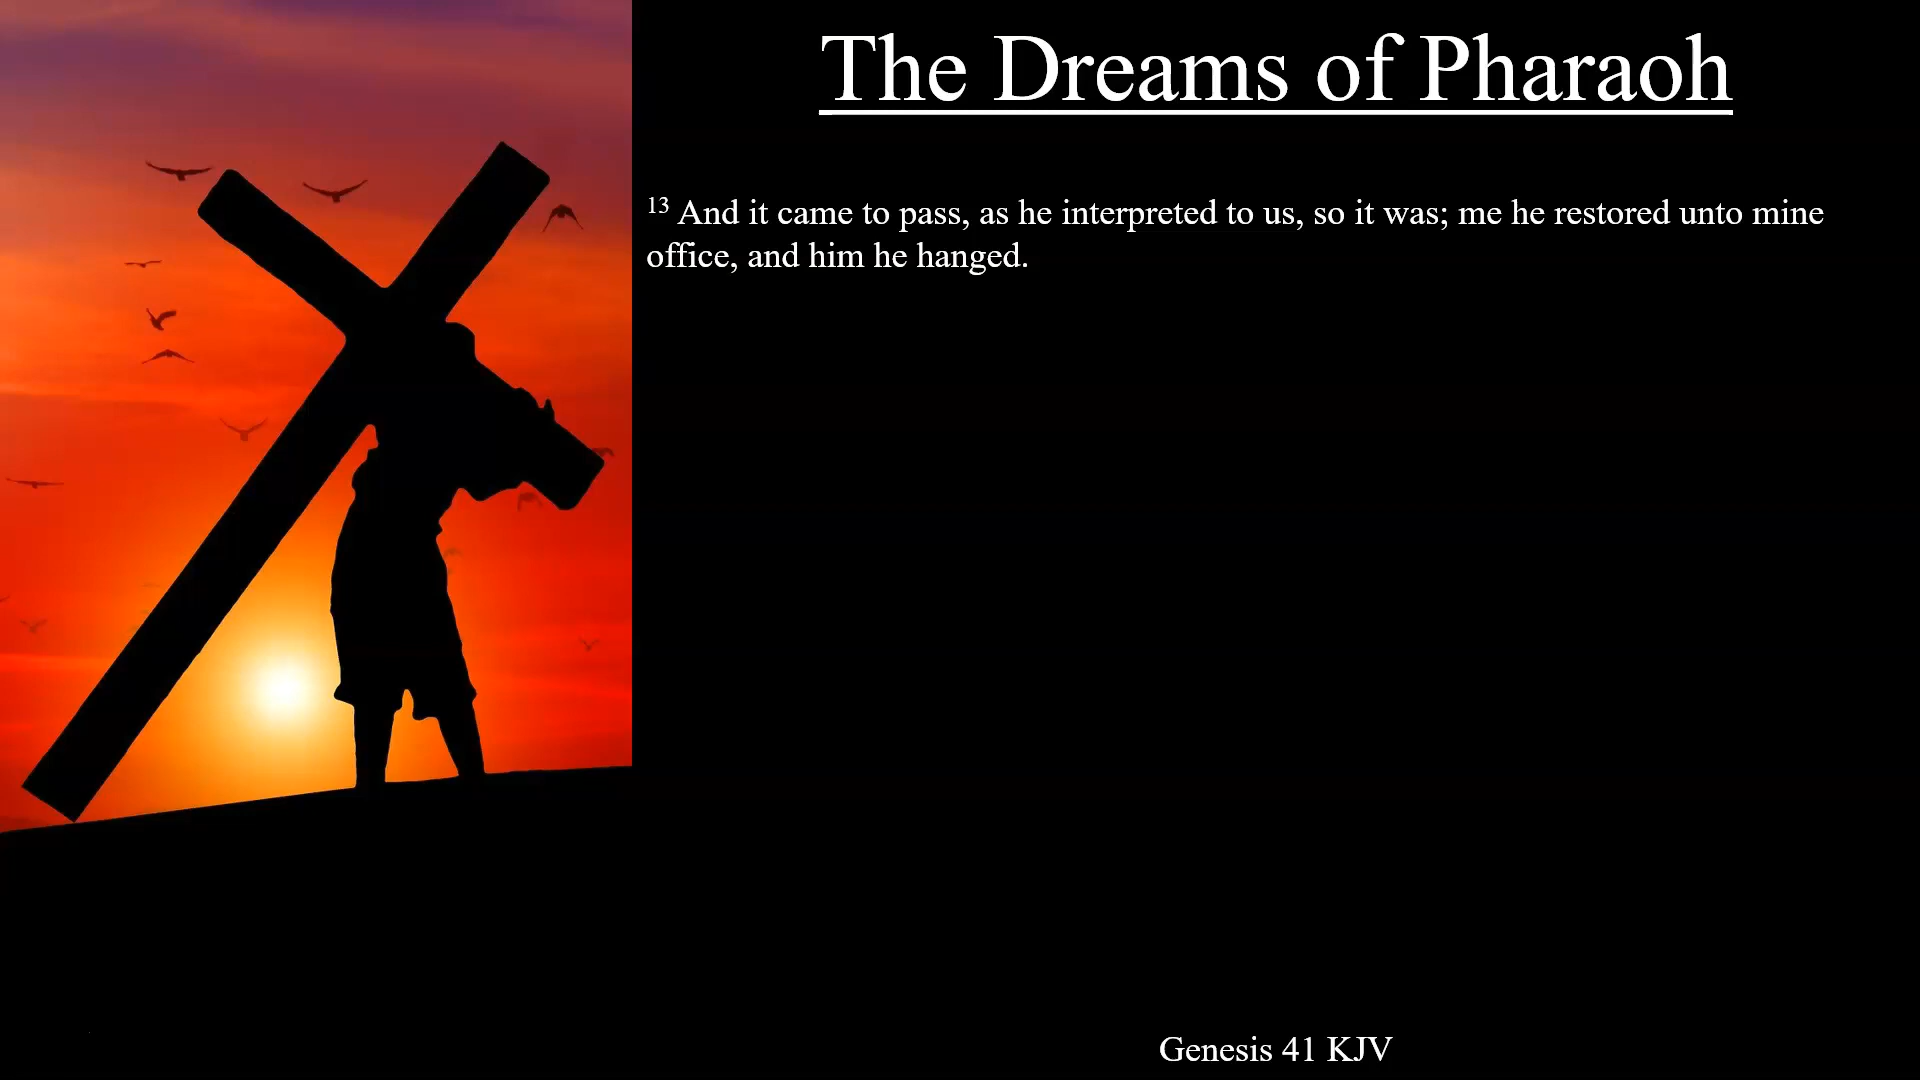 The Dreams of Pharaoh
13 And it came to pass, as he interpreted to us, so it was; me he restored unto mine
office, and him he hanged.
Genesis 41 KJV